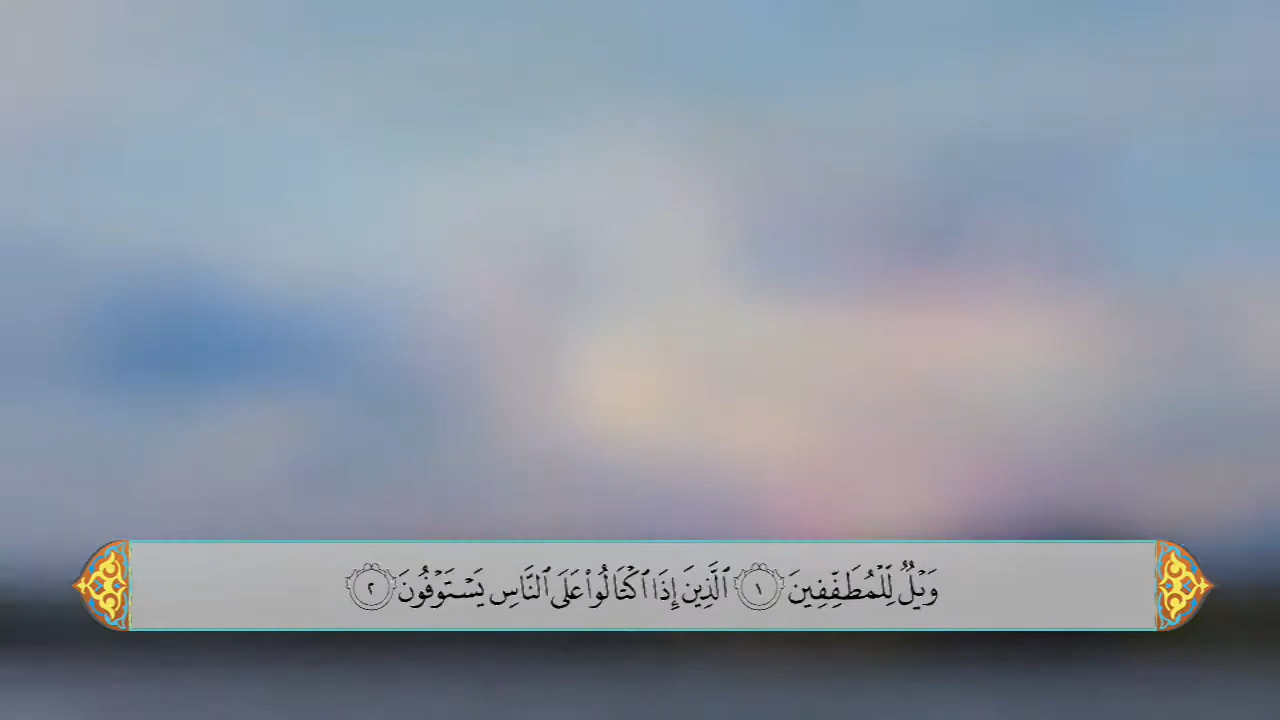 وَيْلٌ لِّلْمُطَفِّفِينَ ١ ٱلَّذِينَ إِذَا ٱكْتَالُوا۟ عَلَى ٱلنَّاسِ يَسْتَوْفُونَ ٢